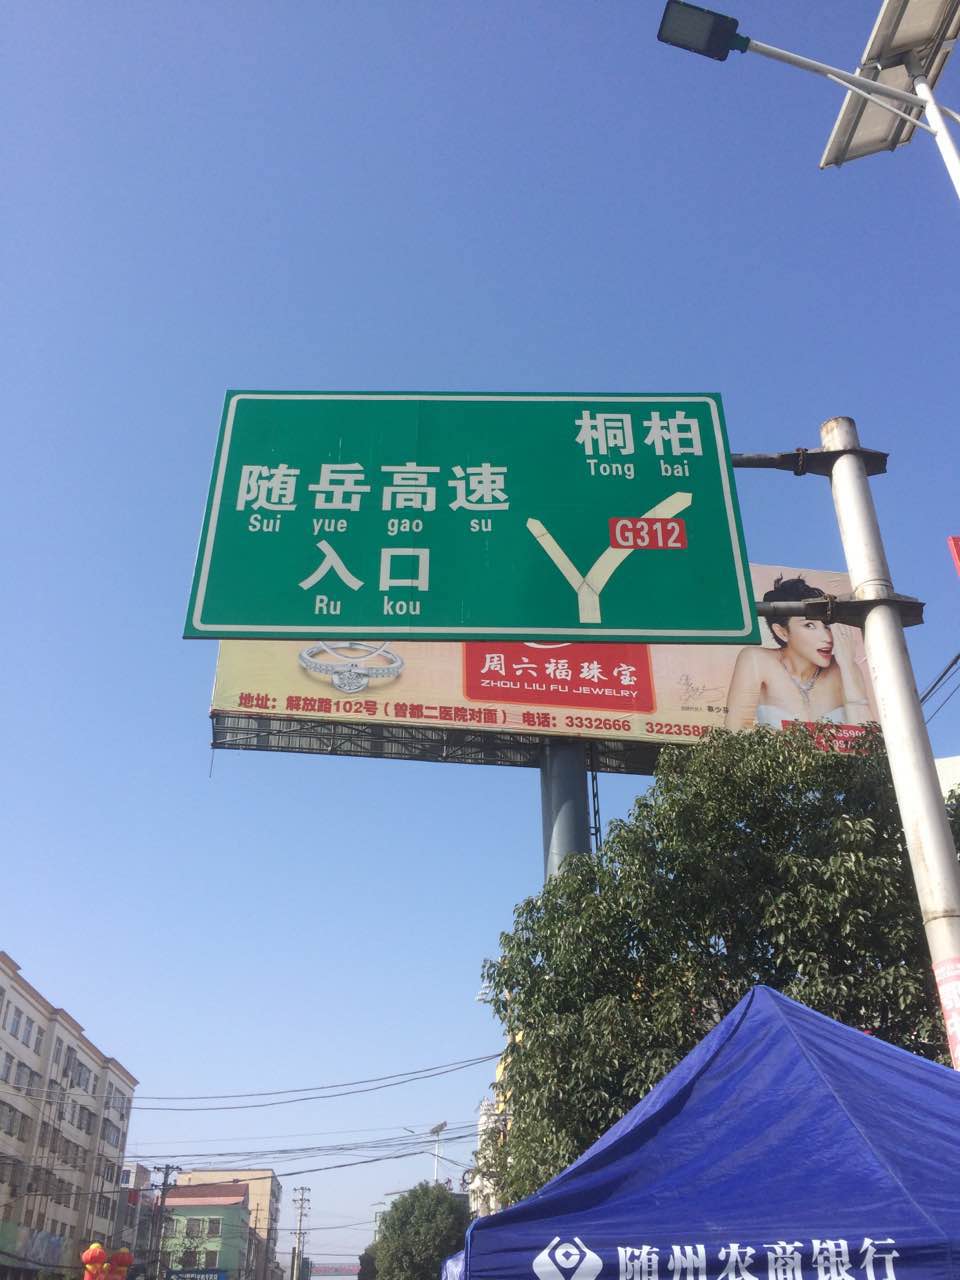 桐柏
Tong bai
随岳高速
Sui yue gao su
G312
入口
Ru kou
周六福珠宝
ZHOU LIU FU JEWELRY
地址：解放路102号（曾都二医院对面） 电话：3332666 322358
随州农商银行